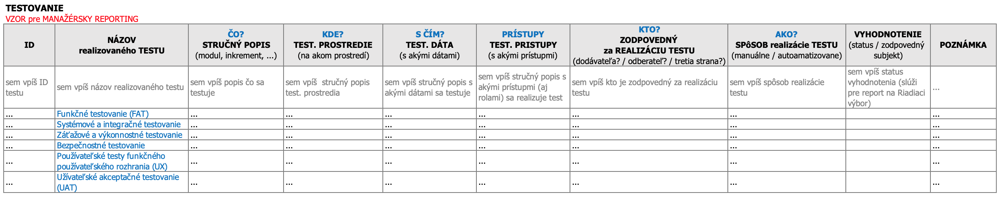 TESTOVANIE
VZOR pre MANAŽÉRSKY REPORTING
ID
NÁZOV
realizovaného TESTU
ČO?
STRUČNÝ POPIS
(modul, inkrement, ...)
KDE?
TEST. PROSTREDIE
(na akom prostredí)
S ČÍM?
TEST. DÁTA
(s akými dátami)
PRÍSTUPY
TEST. PRISTUPY
(s akými prístupmi)
KTO?
ZODPOVEDNÝ
za REALIZÁCIU TESTU
(dodávateľa? / odberateľ? / tretia strana?)
AKO?
SPôSOB realizácie TESTU
(manuálne / autoamatizovane)
VYHODNOTENIE
(status / zodpovedný
subjekt)
POZNÁMKA
sem vpíš ID
testu
sem vpíš názov realizovaného testu
sem vpíš popis čo sa
testuje
sem vpíš  stručný popis
test. prostredia
sem vpíš stručný popis s
akými dátami sa testuje
sem vpíš stručný popis s
akými prístupmi (aj
rolami) sa realizuje test
sem vpíš kto je zodpovedný za realizáciu
testu
sem vpíš spôsob realizácie
testu
sem vpíš status
vyhodnotenia (slúži
pre report na Riadiaci
výbor)
...
... Funkčné testovanie (FAT) ... ... ... ... ... ... ...
... Systémové a integračné testovanie ... ... ... ... ... ... ...
... Záťažové a výkonnostné testovanie ... ... ... ... ... ... ...
... Bezpečnostné testovanie ... ... ... ... ... ... ...
Používateľské testy funkčného
... používateľského rozhrania (UX) ... ... ... ... ... ... ...
Užívateľské akceptačné testovanie
... (UAT) ... ... ... ... ... ... ...